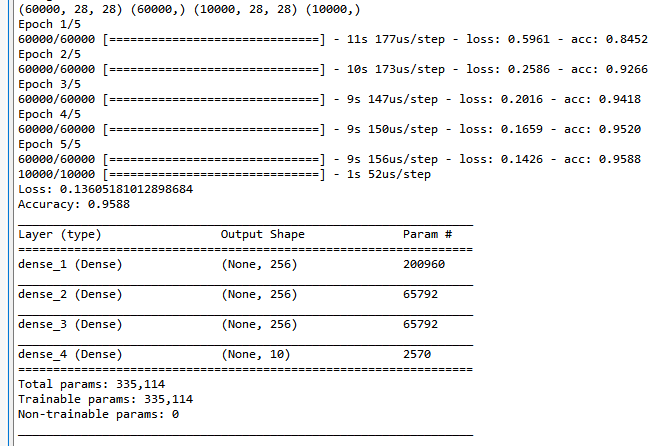 (60000, 28, 28) (60000,) (10000, 28, 28) (10000,)
Epoch 1/5
60000/60000 [==============================] - 11s 177us/step - loss: 0.5961 - acc: 0.8452
Epoch 2/5
60000/60000 [==============================] - 10s 173us/step - loss: 0.2586 - acc: 0.9266
Epoch 3/5
60000/60000 [==============================] - 9s 147us/step - loss: 0.2016 - acc: 0.9418
Epoch 4/5
60000/60000 [==============================] - 9s 150us/step - loss: 0.1659 - acc: 0.9520
Epoch 5/5
60000/60000 [==============================] - 9s 156us/step - loss: 0.1426 - acc: 0.9588
10000/10000 [==============================] - 1s 52us/step
Loss: 0.13605181012898684
Accuracy: 0.9588
_________________________________________________________________
Layer (type)                 Output Shape              Param #
=================================================================
dense_1 (Dense)              (None, 256)               200960
_________________________________________________________________
dense_2 (Dense)              (None, 256)               65792
_________________________________________________________________
dense_3 (Dense)              (None, 256)               65792
_________________________________________________________________
dense_4 (Dense)              (None, 10)                2570
=================================================================
Total params: 335,114
Trainable params: 335,114
Non-trainable params: 0
_________________________________________________________________